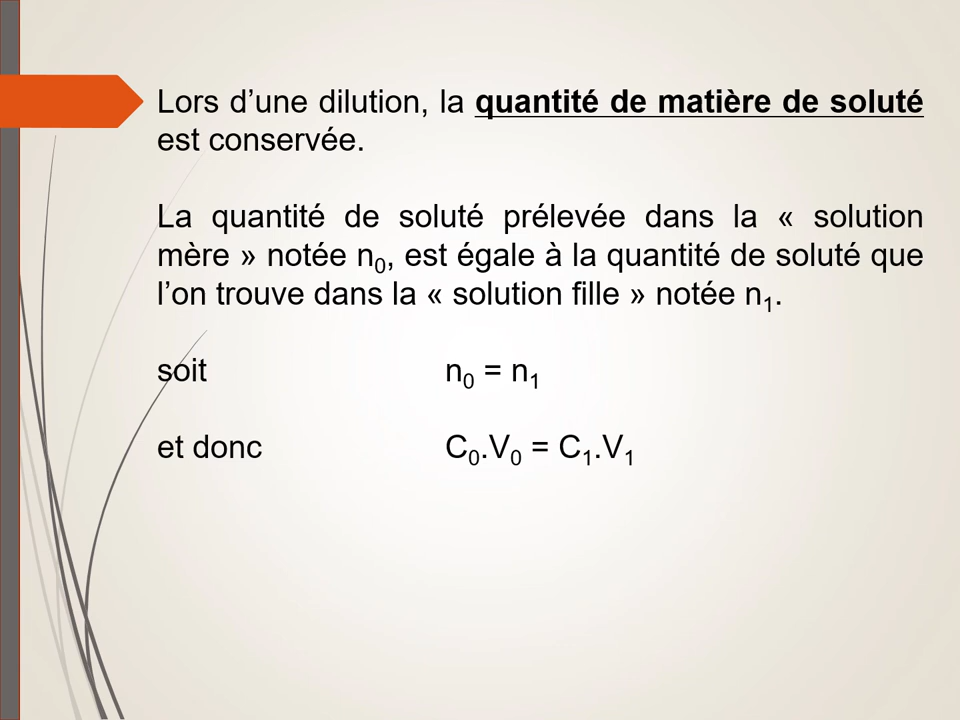 Lors d’une dilution, la quantité de matière de soluté
est conservée.
La quantité de soluté prélevée dans la « solution
mère » notée n₀, est égale à la quantité de soluté que
l’on trouve dans la « solution fille » notée n₁.
soit n₀ = n₁
et donc C₀.V₀ = C₁.V₁